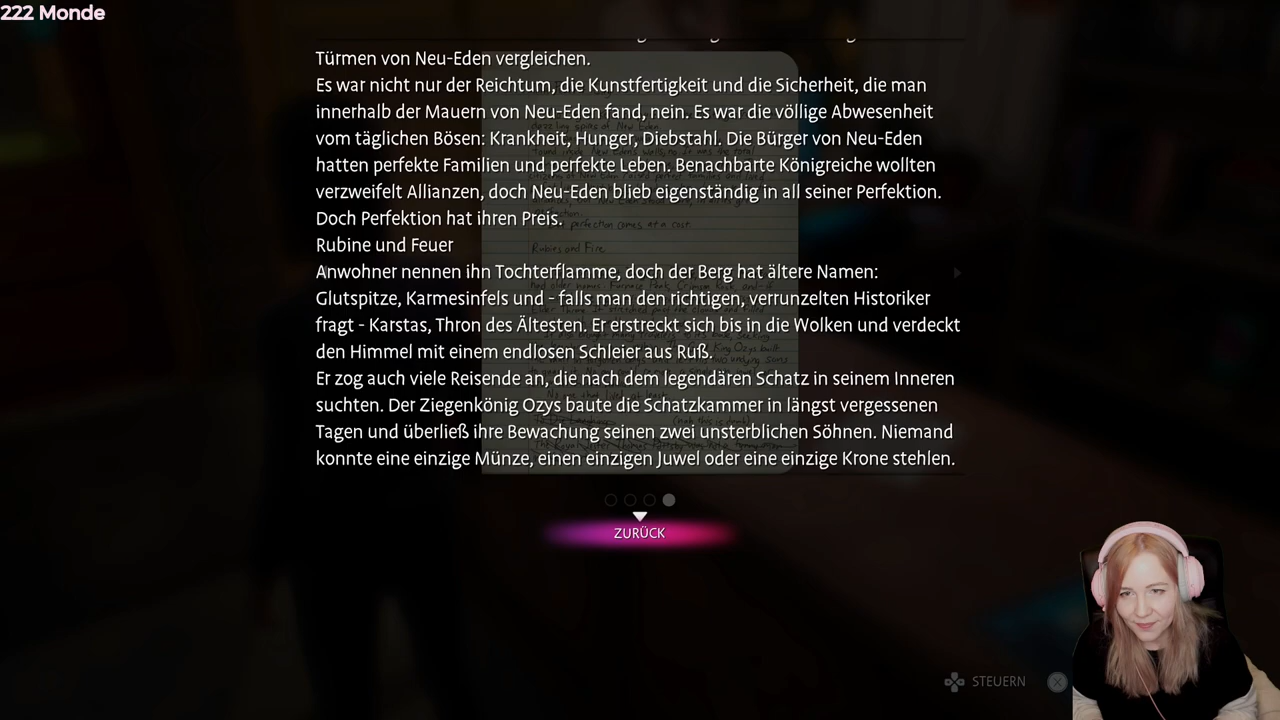 222 Monde
Türmen von Neu-Eden vergleichen.
Es war nicht nur der Reichtum, die Kunstfertigkeit und die Sicherheit, die man
innerhalb der Mauern von Neu-Eden fand, nein. Es war die völlige Abwesenheit
vom täglichen Bösen: Krankheit, Hunger, Diebstahl. Die Bürger von Neu-Eden
hatten perfekte Familien und perfekte Leben. Benachbarte Königreiche wollten
verzweifelt Allianzen, doch Neu-Eden blieb eigenständig in all seiner Perfektion.
Doch Perfektion hat ihren Preis.
perfection comes at a cost
Rubine und Feuer
Rubies and Fire
Anwohner nennen ihn Tochterflamme, doch der Berg hat ältere Namen:
Glutspitze, Karmesinfels und - falls man den richtigen, verrunzelten Historiker
fragt - Karstas, Thron des Ältesten. Er erstreckt sich bis in die Wolken und verdeckt
den Himmel mit einem endlosen Schleier aus Ruß.
Er zog auch viele Reisende an, die nach dem legendären Schatz in seinem Inneren
suchten. Der Ziegenkönig Ozys baute die Schatzkammer in längst vergessenen
Tagen und überließ ihre Bewachung seinen zwei unsterblichen Söhnen. Niemand
konnte eine einzige Münze, einen einzigen Juwel oder eine einzige Krone stehlen.
ZURÜCK
STEUERN
X